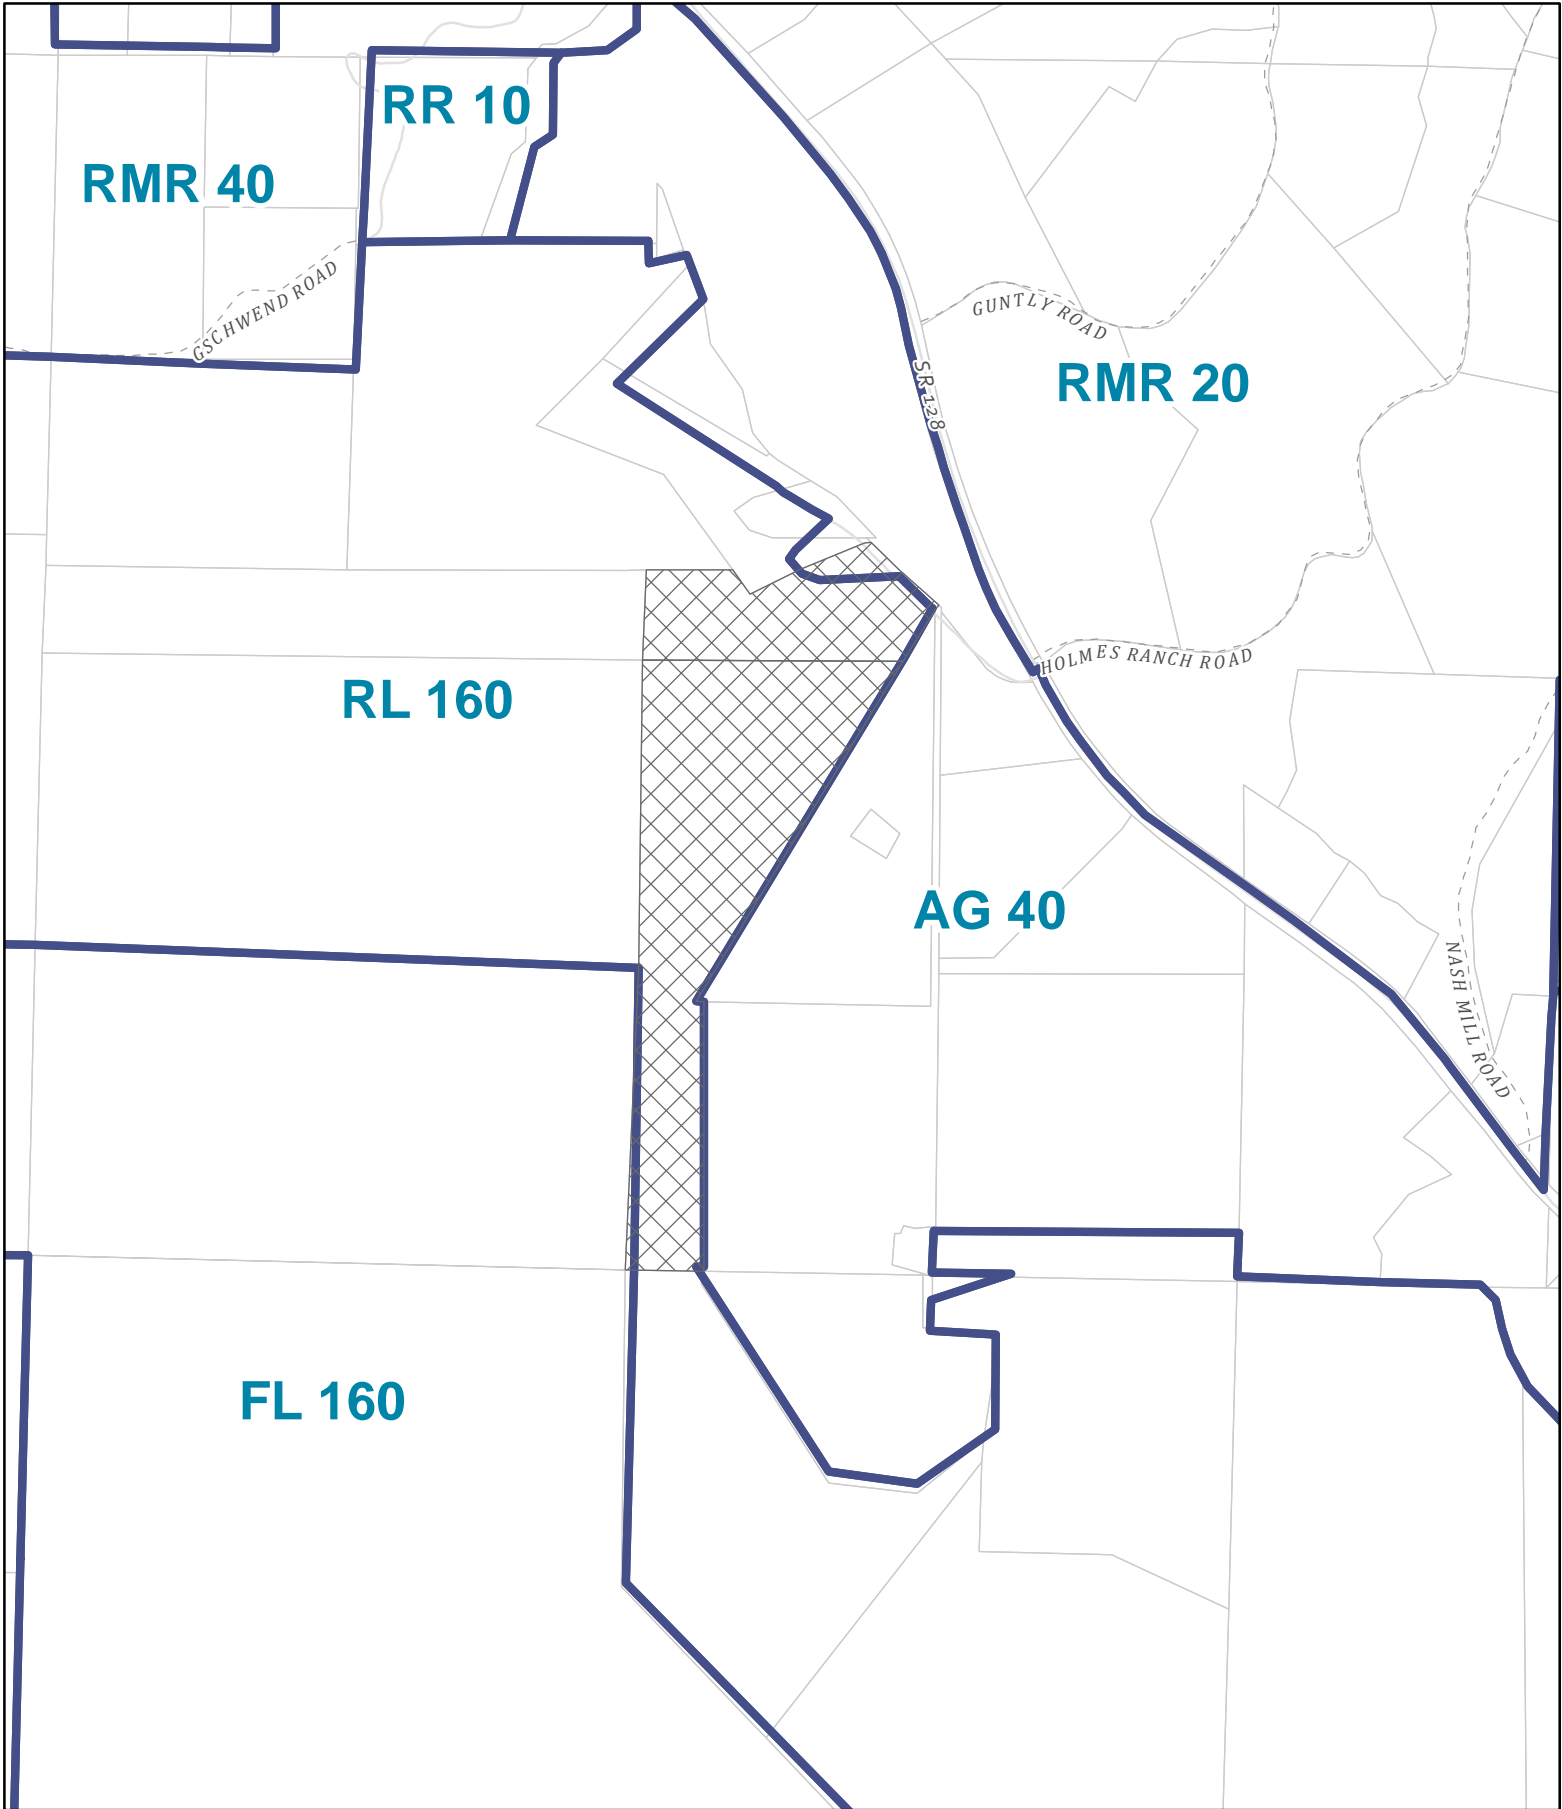 RR 10
RMR 40
GSCHWEND ROAD
GUNTLY ROAD
SR 128
RMR 20
HOLMES RANCH ROAD
RL 160
AG 40
NASH MILL ROAD
FL 160